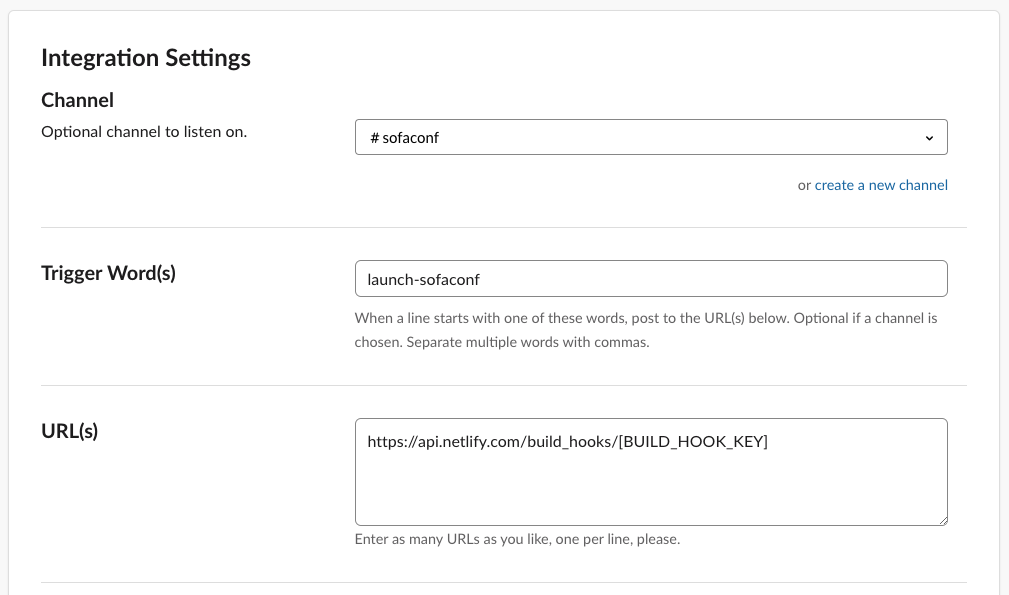 Integration Settings
Channel
Optional channel to listen on.
# sofaconf
or create a new channel
Trigger Word(s)
launch-sofaconf
When a line starts with one of these words, post to the URL(s) below. Optional if a channel is
chosen. Separate multiple words with commas.
URL(s)
https://api.netlify.com/build_hooks/[BUILD_HOOK_KEY]
Enter as many URLs as you like, one per line, please.